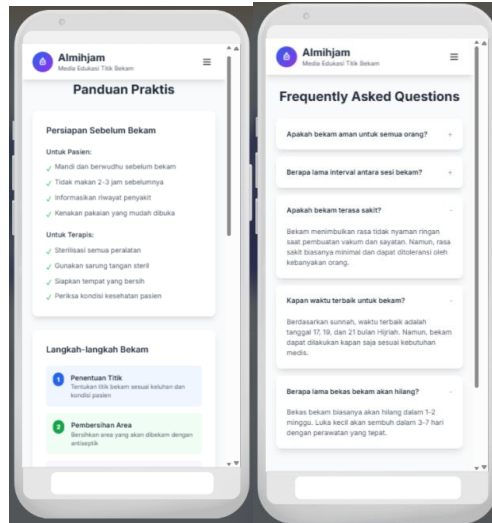 Almihjam
Media Edukasi Titik Bekam
Panduan Praktis
Persiapan Sebelum Bekam
Untuk Pasien:
✓ Mandi dan berwudhu sebelum bekam
✓ Tidak makan 2-3 jam sebelumnya
✓ Informasikan riwayat penyakit
✓ Kenakan pakaian yang mudah dibuka
Untuk Terapis:
✓ Sterilisasi semua peralatan
✓ Gunakan sarung tangan steril
✓ Siapkan tempat yang bersih
✓ Periksa kondisi kesehatan pasien
Langkah-langkah Bekam
1 Penentuan Titik
Tentukan titik bekam sesuai keluhan dan
kondisi pasien
2 Pembersihan Area
Bersihkan area yang akan dibekam dengan
antiseptik
Almihjam
Media Edukasi Titik Bekam
Frequently Asked Questions
Apakah bekam aman untuk semua orang? +
Berapa lama interval antara sesi bekam? +
Apakah bekam terasa sakit? -
Bekam menimbulkan rasa tidak nyaman ringan
saat pembuatan vakum dan sayatan. Namun, rasa
sakit biasanya minimal dan dapat ditoleransi oleh
kebanyakan orang.
Kapan waktu terbaik untuk bekam? -
Berdasarkan sunnah, waktu terbaik adalah
tanggal 17, 19, dan 21 bulan Hijriah. Namun, bekam
dapat dilakukan kapan saja sesuai kebutuhan
medis.
Berapa lama bekas bekam akan hilang? -
Bekas bekam biasanya akan hilang dalam 1-2
minggu. Luka kecil akan sembuh dalam 3-7 hari
dengan perawatan yang tepat.